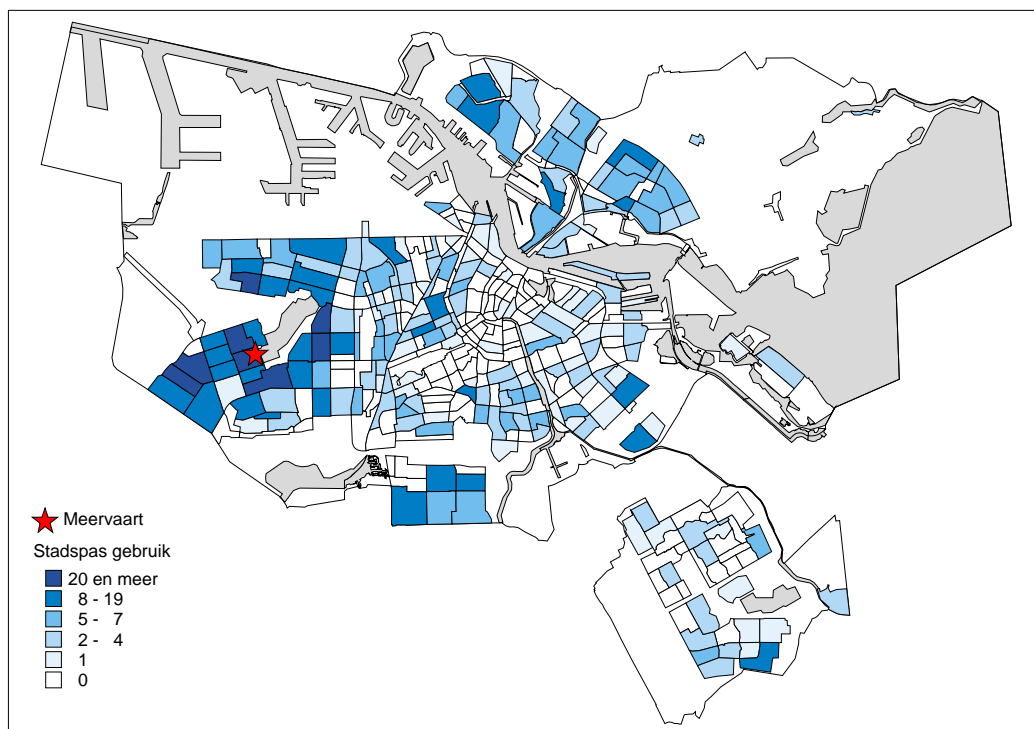 Meervaart
Stadspas gebruik
20 en meer
8 - 19
5 - 7
2 - 4
1
0